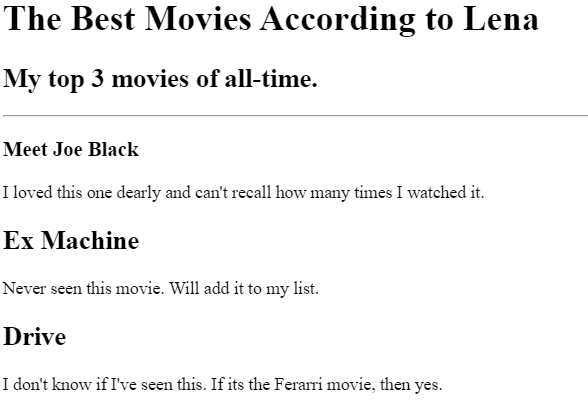 The Best Movies According to Lena
My top 3 movies of all-time.
Meet Joe Black
I loved this one dearly and can't recall how many times I watched it.
Ex Machine
Never seen this movie. Will add it to my list.
Drive
I don't know if I've seen this. If its the Ferarri movie, then yes.